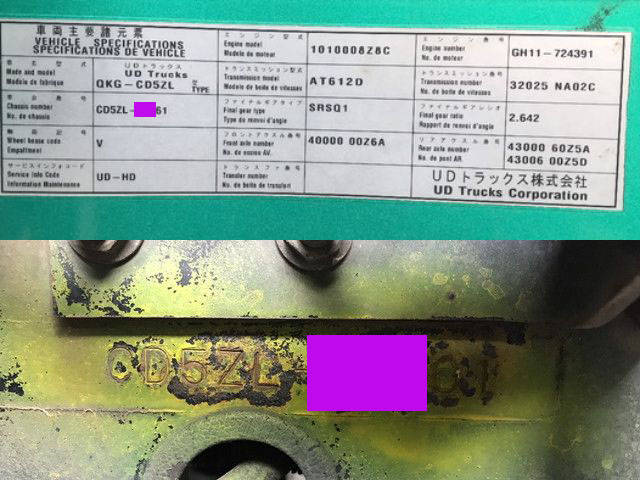 車両主要諸元票
VEHICLE SPECIFICATIONS
SPECIFICATIONS DE VEHICLE
車名型式
Made and model
Modele de fabrique
UDトラックス
UD Trucks
QKG-CD5ZL
型
TYPE
車台番号
Chassis number
No. de chassis
CD5ZL-
61
軸距記号
Wheel bease code
Empattement
V
サービスインフォコード
Service Info Code
Information Maintenance
UD-HD
エンジン型式
Engine model
Modele de moteur
1010008Z8C
トランスミッション型式
Transmission model
Modele de boite de vitesses
AT612D
ファイナルギアタイプ
Final gear type
Type de renvoi d'angle
SRSQ1
フロントアクスル番号
Front axle number
No. de essieu AV.
40000 00Z6A
トランスファ番号
Transfer number
No. de boite de transfert
エンジン番号
Engine number
No. de moteur
GH11-724391
トランスミッション番号
Transmission number
No. de boite de vitesses
32025 NA02C
ファイナルギアレシオ
Final gear ratio
Rapport de renvoi d'angle
2.642
リアアクスル番号
Rear axle number
No. de pont AR.
43000 60Z5A
43006 00Z5D
UDトラックス株式会社
UD Trucks Corporation
CD5ZL-
61